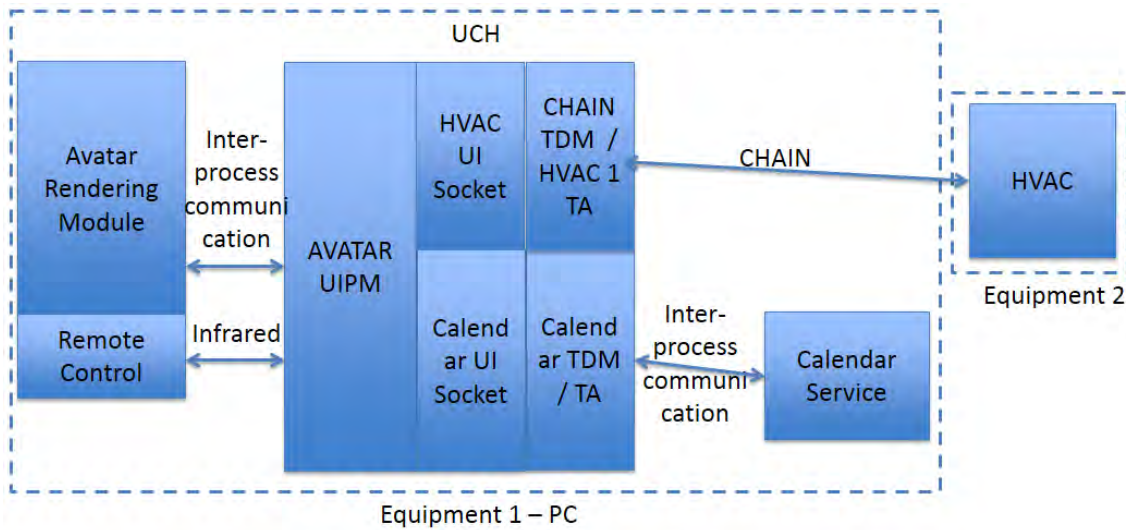 UCH
Avatar
Rendering
Module
Remote
Control
Inter-
process
communi
cation
Infrared
AVATAR
UIPM
HVAC
UI
Socket
CHAIN
TDM /
HVAC 1
TA
Calend
ar UI
Socket
Calend
ar TDM
/ TA
CHAIN
Inter-
process
communi
cation
Calendar
Service
HVAC
Equipment 2
Equipment 1 – PC